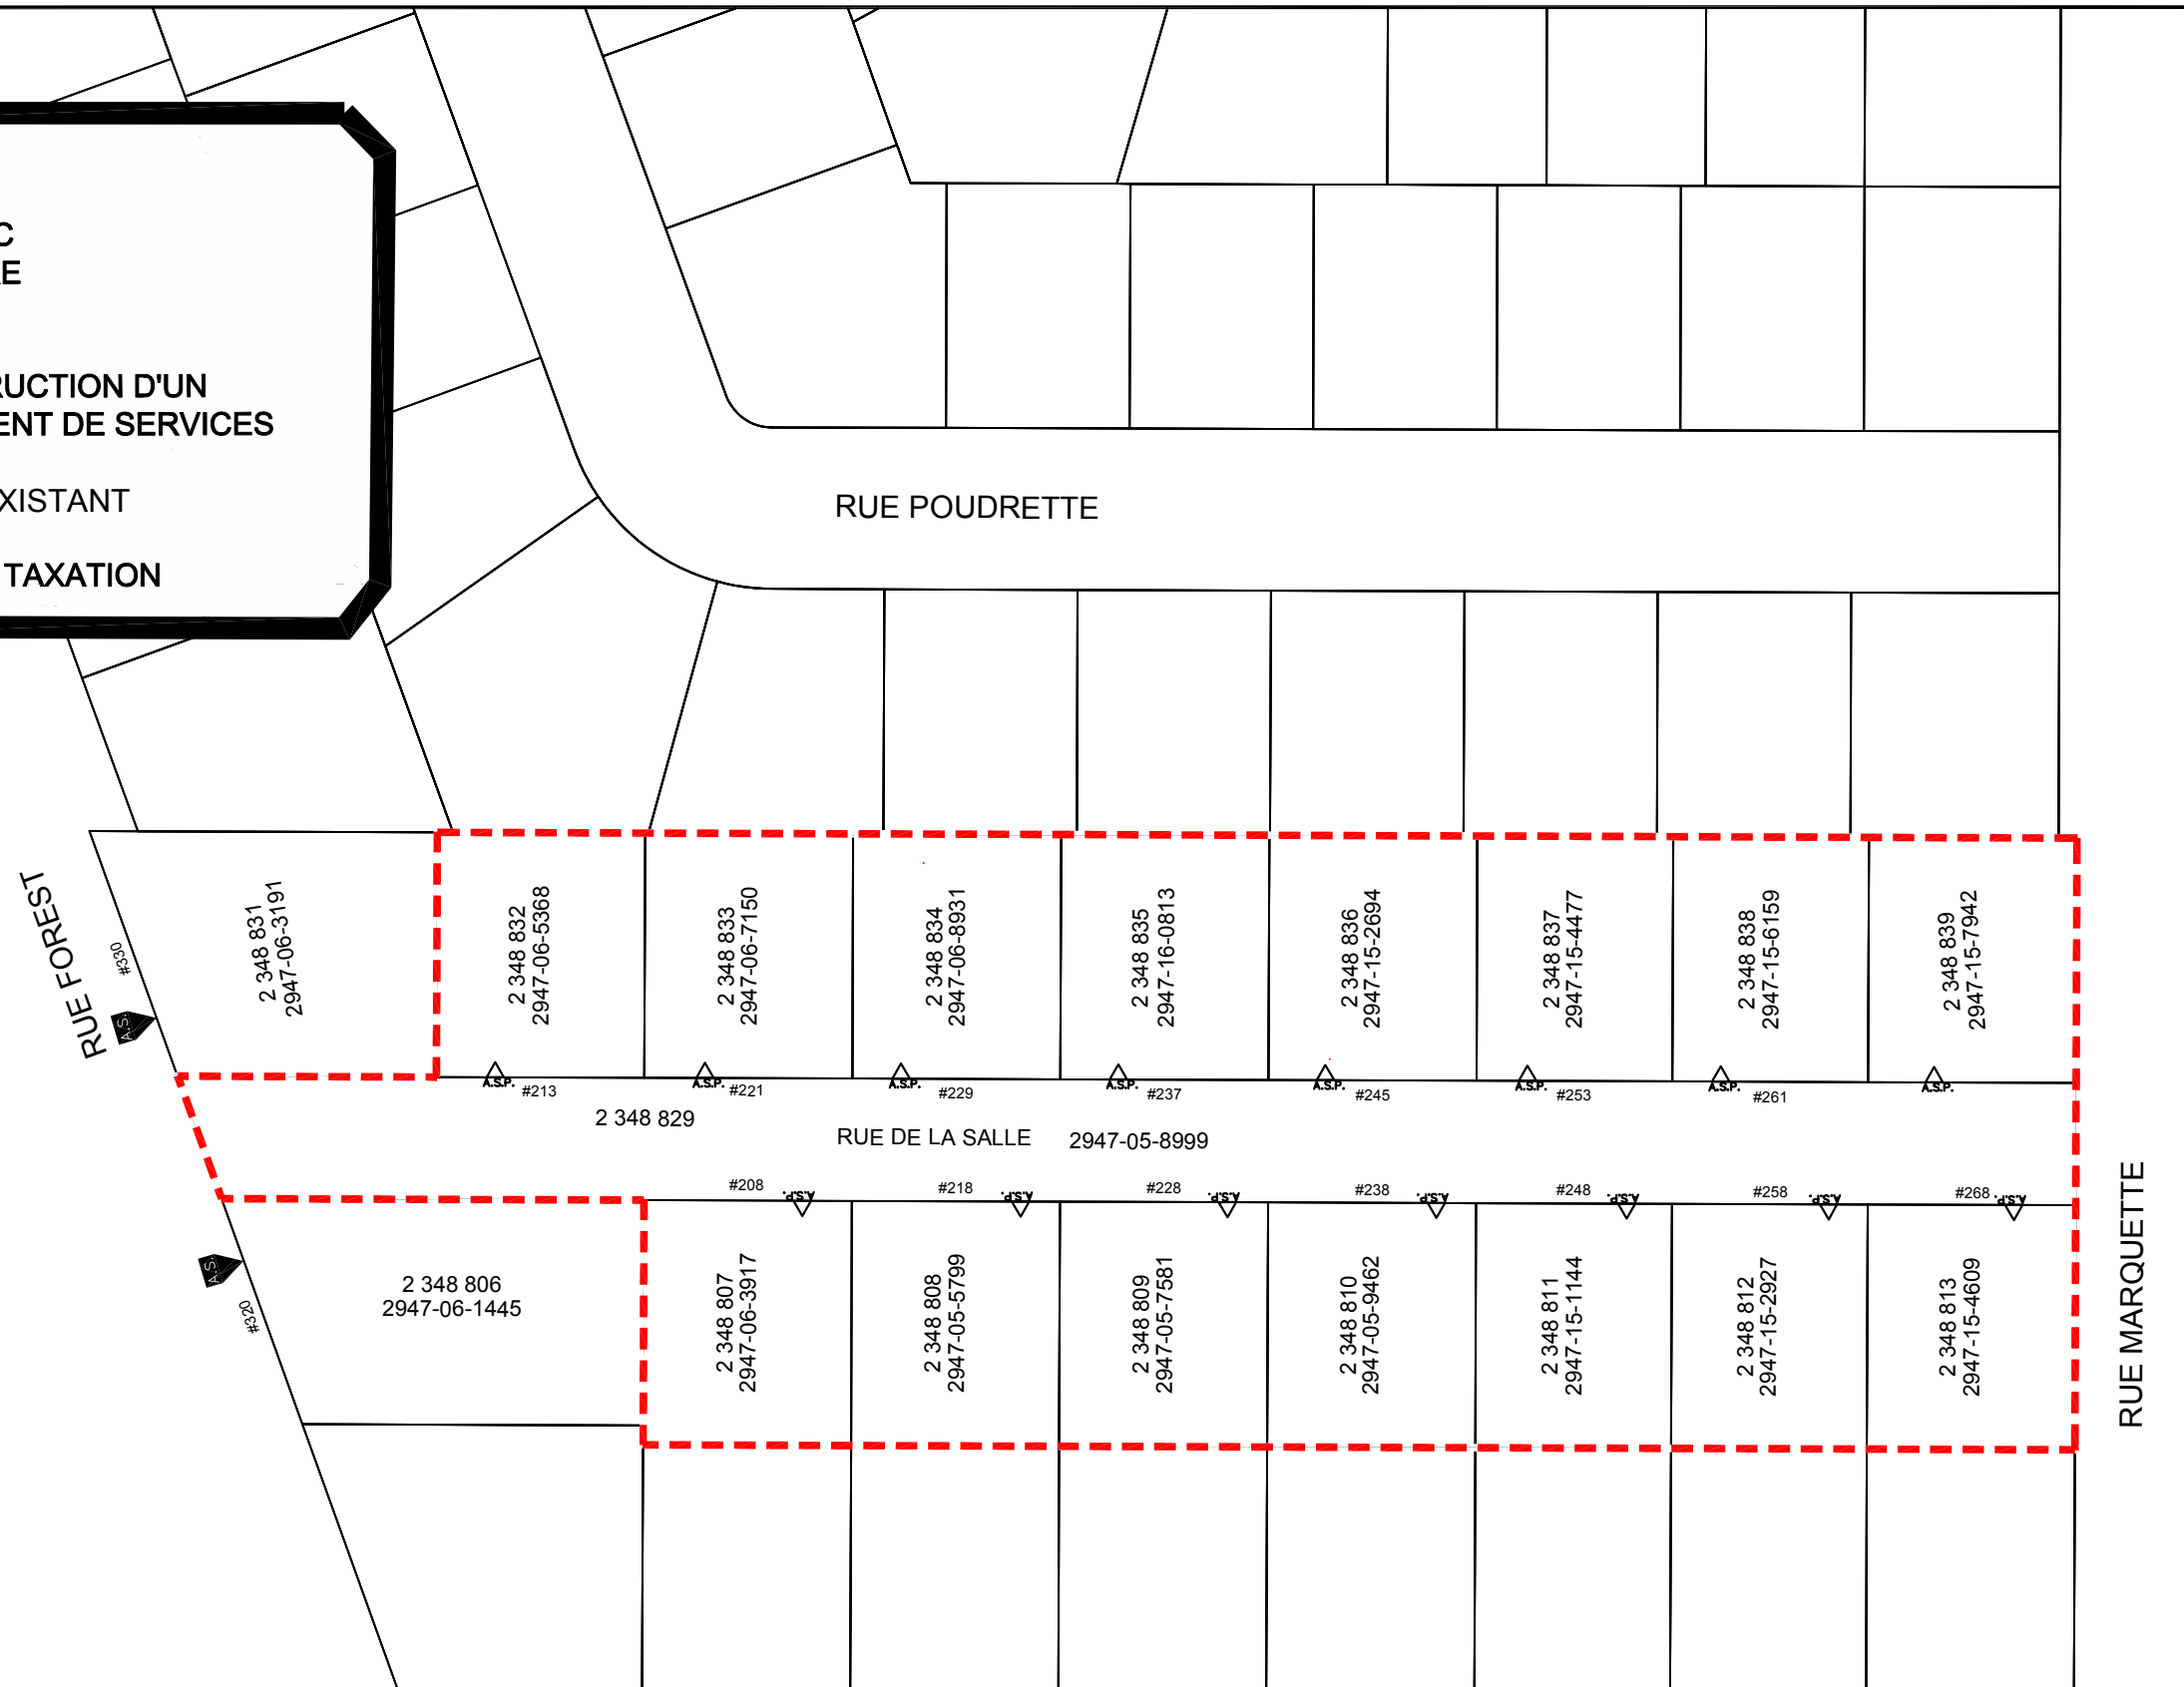 C
E
RUCTION D'UN
ENT DE SERVICES
XISTANT
TAXATION
RUE POUDRETTE
RUE FOREST
#330
A.S.
2 348 831
2947-06-3191
2 348 832
2947-06-5368
2 348 833
2947-06-7150
2 348 834
2947-06-8931
2 348 835
2947-16-0813
2 348 836
2947-15-2694
2 348 837
2947-15-4477
2 348 838
2947-15-6159
2 348 839
2947-15-7942
A.S.P. #213
A.S.P. #221
A.S.P. #229
A.S.P. #237
A.S.P. #245
A.S.P. #253
A.S.P. #261
A.S.P.
2 348 829
RUE DE LA SALLE 2947-05-8999
#208 A.S.P.
#218 A.S.P.
#228 A.S.P.
#238 A.S.P.
#248 A.S.P.
#258 A.S.P.
#268 A.S.P.
A.S.
#320
2 348 806
2947-06-1445
2 348 807
2947-06-3917
2 348 808
2947-05-5799
2 348 809
2947-05-7581
2 348 810
2947-05-9462
2 348 811
2947-15-1144
2 348 812
2947-15-2927
2 348 813
2947-15-4609
RUE MARQUETTE